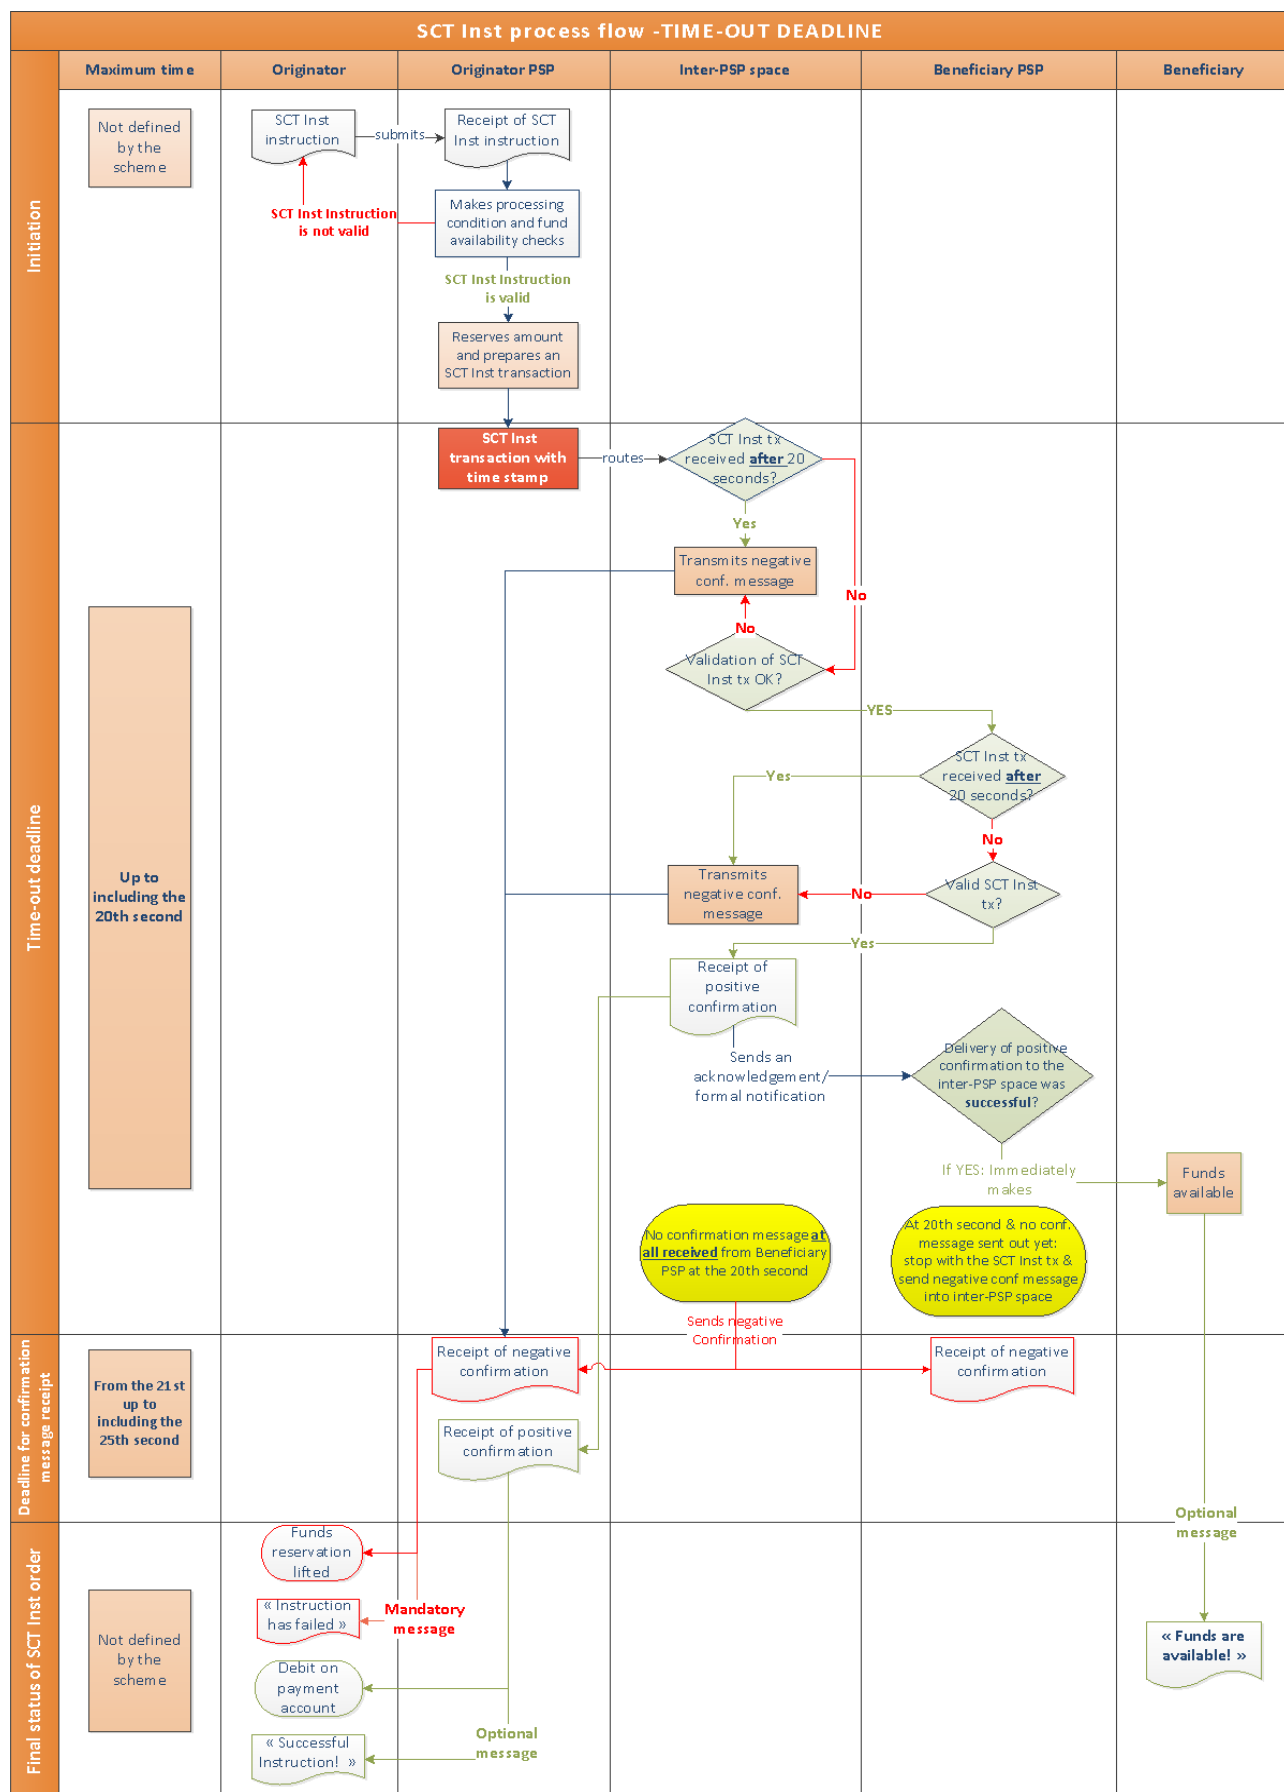 SCT Inst process flow -TIME-OUT DEADLINE
Maximum time
Originator
Originator PSP
Inter-PSP space
Beneficiary PSP
Beneficiary
Initiation
Not defined
by the
scheme
SCT Inst
instruction
submits
Receipt of SCT
Inst instruction
SCT Inst Instruction
is not valid
Makes processing
condition and fund
availability checks
SCT Inst Instruction
is valid
Reserves amount
and prepares an
SCT Inst transaction
Time-out deadline
Up to
including the
20th second
SCT Inst
transaction with
time stamp
routes
SCT Inst tx
received after 20
seconds?
Yes
No
Transmits negative
conf. message
No
Validation of SCT
Inst tx OK?
YES
SCT Inst tx
received after
20 seconds?
Yes
No
Transmits
negative conf.
message
No
Valid SCT Inst
tx?
Yes
Receipt of
positive
confirmation
Sends an
acknowledgement/
formal notification
Delivery of positive
confirmation to the
inter-PSP space was
successful?
If YES: Immediately
makes
Funds
available
No confirmation message at
all received from Beneficiary
PSP at the 20th second
At 20th second & no conf.
message sent out yet:
stop with the SCT Inst tx &
send negative conf message
into inter-PSP space
Sends negative
Confirmation
Deadline for confirmation
message receipt
From the 21st
up to
including the
25th second
Receipt of negative
confirmation
Receipt of negative
confirmation
Receipt of positive
confirmation
Optional
message
Final status of SCT Inst order
Not defined
by the
scheme
Funds
reservation
lifted
« Instruction
has failed »
Mandatory
message
Debit on
payment
account
« Successful
Instruction! »
Optional
message
« Funds are
available! »